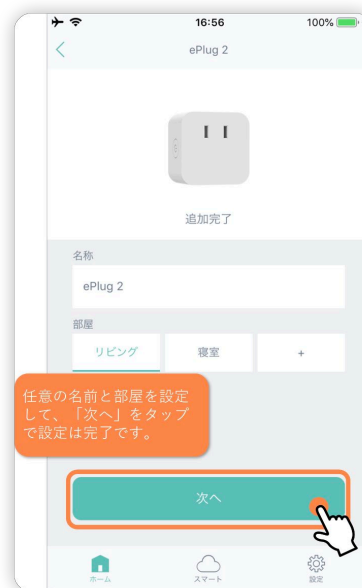 16:56
100%
ePlug 2
追加完了
名称
ePlug 2
部屋
リビング 寝室 +
任意の名前と部屋を設定
して、「次へ」をタップ
で設定は完了です。
次へ
ホーム スマート 設定